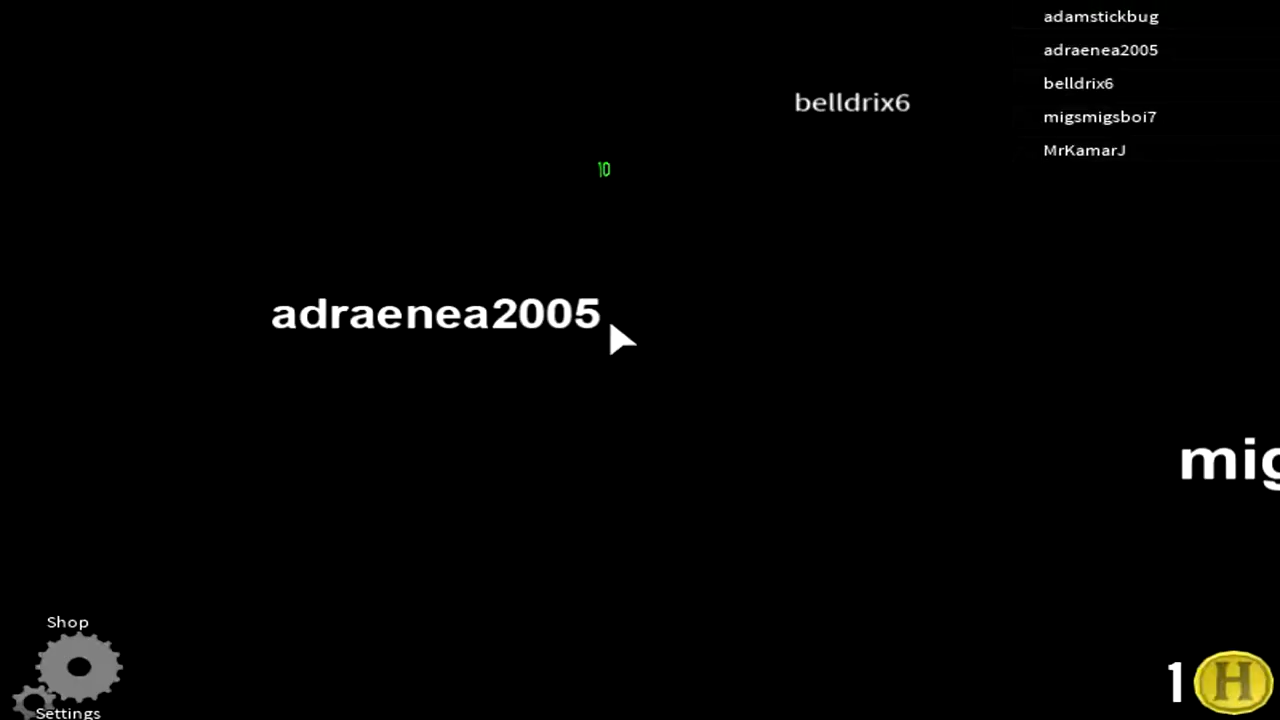 adamstickbug
adraenea2005
belldrix6
belldrix6
migsmigsboi7
MrKamarJ
10
adraenea2005
mig
Shop
Settings
1 H